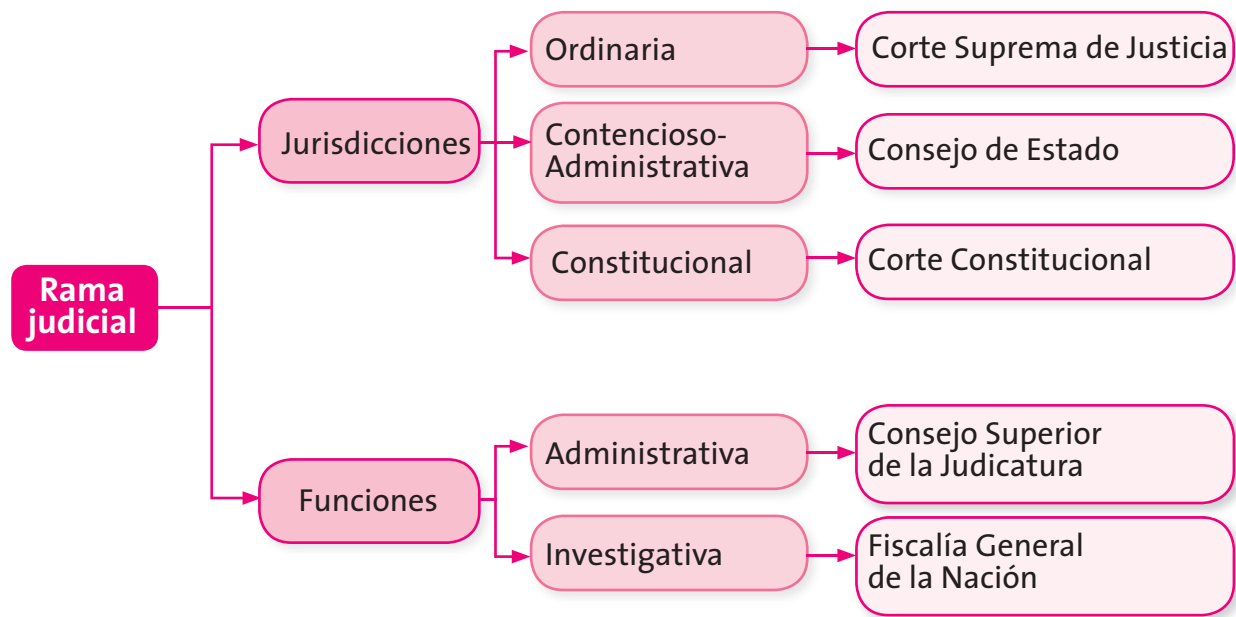 Rama
judicial
Jurisdicciones
Ordinaria
Corte Suprema de Justicia
Contencioso-
Administrativa
Consejo de Estado
Constitucional
Corte Constitucional
Funciones
Administrativa
Consejo Superior
de la Judicatura
Investigativa
Fiscalía General
de la Nación